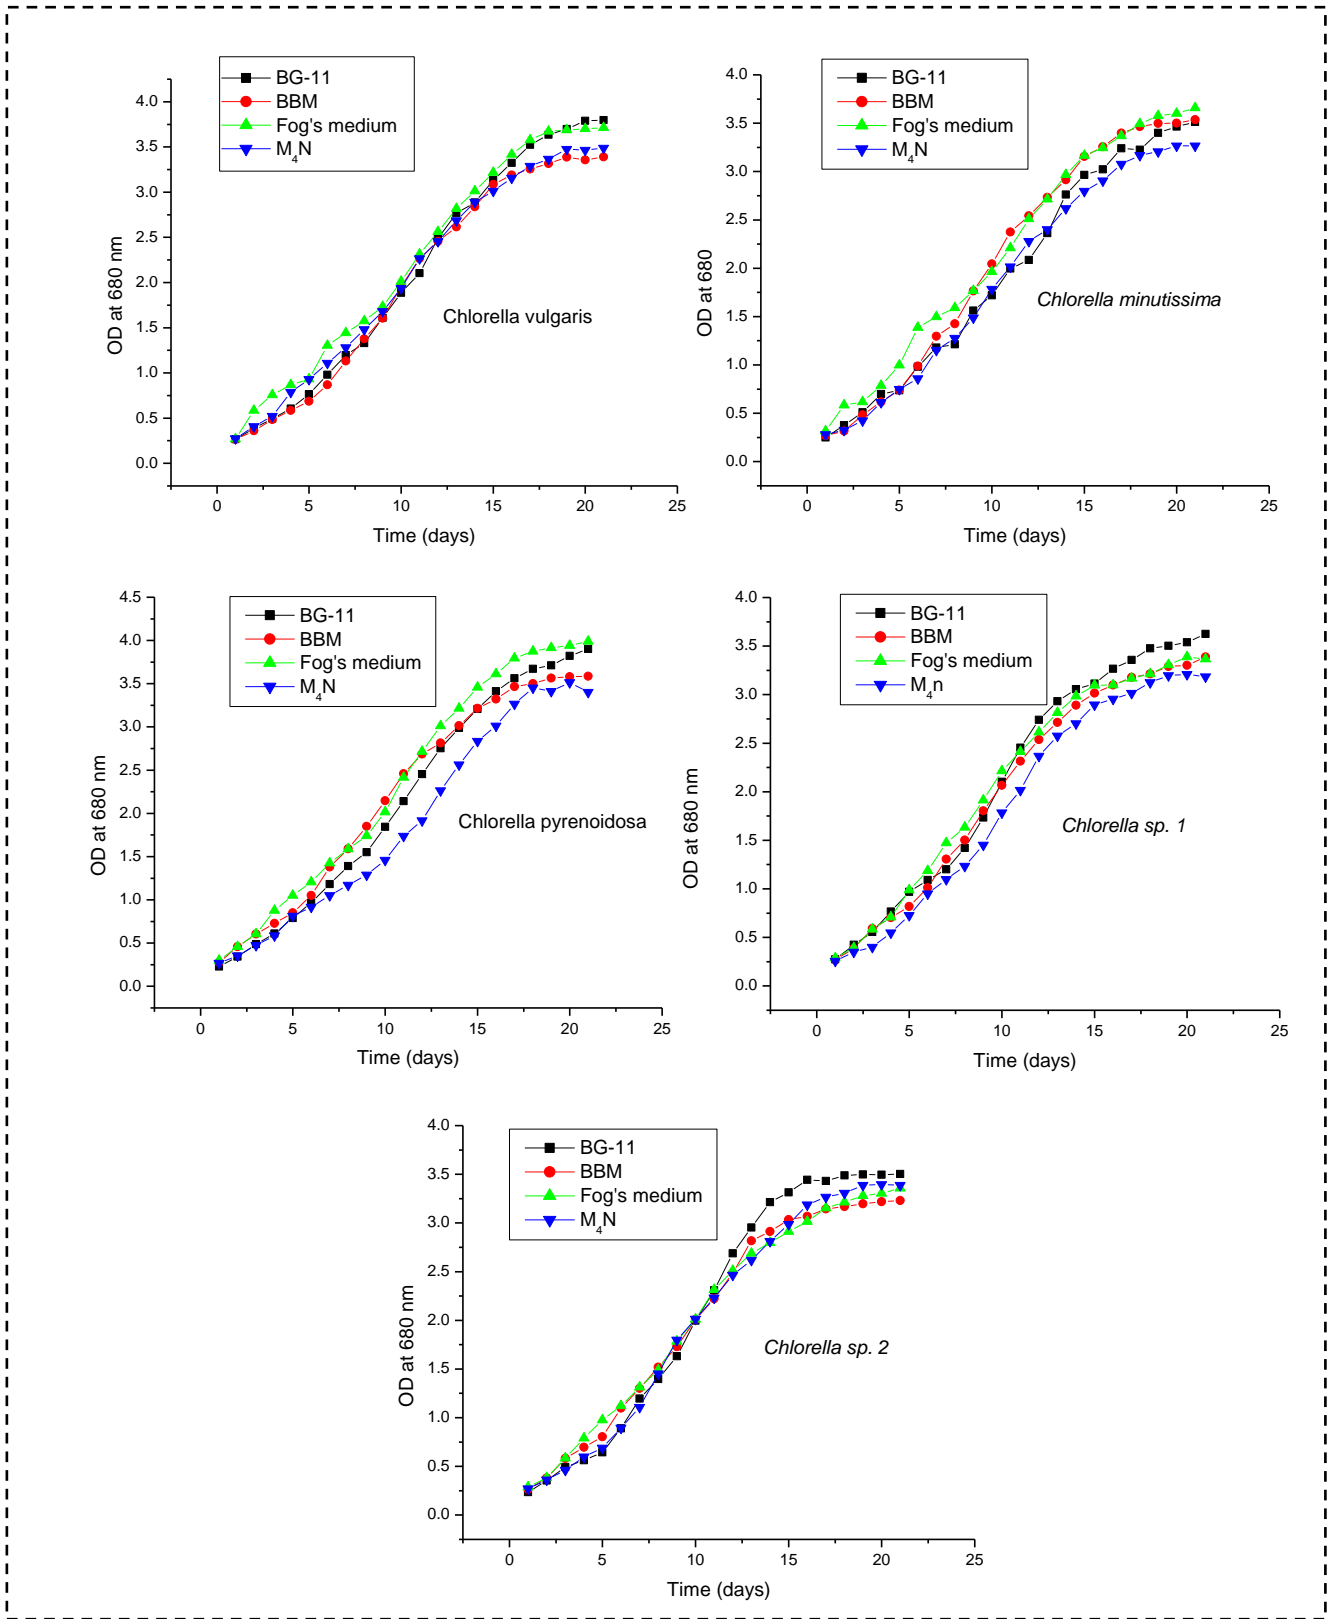 BG-11
BBM
Fog's medium
M4N
4.0
3.5
3.0
2.5
2.0
1.5
1.0
0.5
0.0
OD at 680 nm
Chlorella vulgaris
0 5 10 15 20 25
Time (days)
BG-11
BBM
Fog's medium
M4N
4.0
3.5
3.0
2.5
2.0
1.5
1.0
0.5
0.0
OD at 680
Chlorella minutissima
0 5 10 15 20 25
Time (days)
BG-11
BBM
Fog's medium
M4N
4.5
4.0
3.5
3.0
2.5
2.0
1.5
1.0
0.5
0.0
OD at 680 nm
Chlorella pyrenoidosa
0 5 10 15 20 25
Time (days)
BG-11
BBM
Fog's medium
M4n
4.0
3.5
3.0
2.5
2.0
1.5
1.0
0.5
0.0
OD at 680 nm
Chlorella sp. 1
0 5 10 15 20 25
Time (days)
BG-11
BBM
Fog's medium
M4N
4.0
3.5
3.0
2.5
2.0
1.5
1.0
0.5
0.0
OD at 680 nm
Chlorella sp. 2
0 5 10 15 20 25
Time (days)